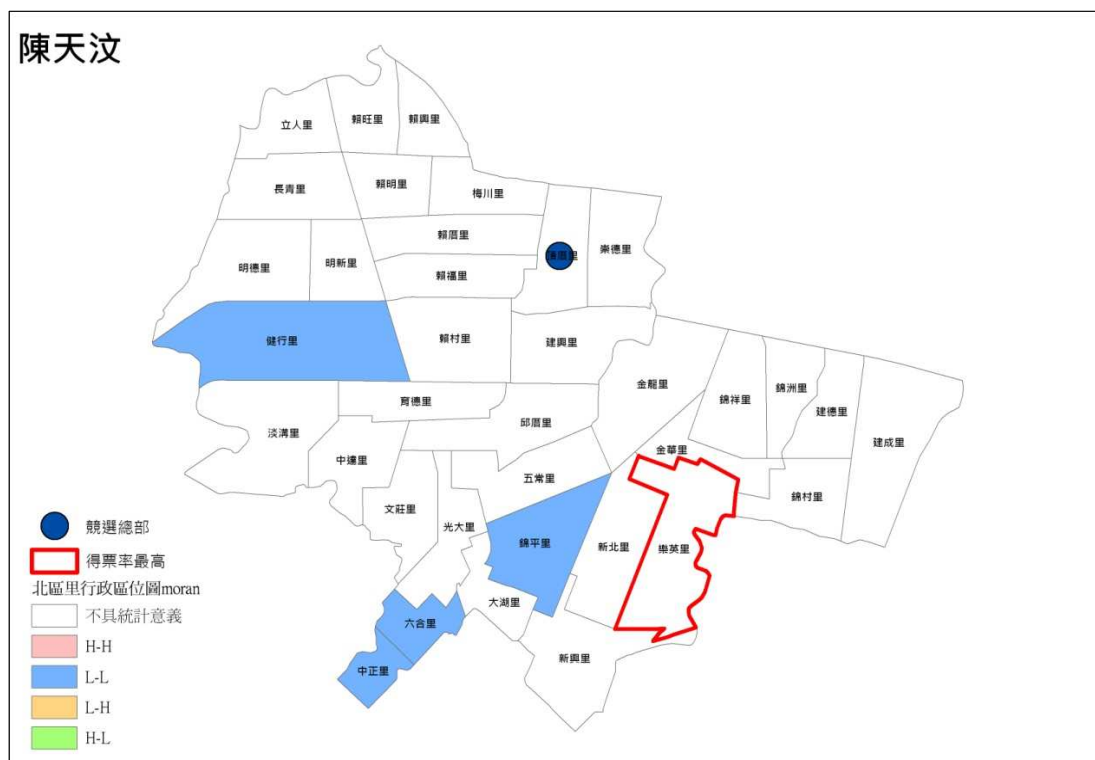 陳天汶
立人里
賴旺里
賴興里
長青里
賴明里
梅川里
賴厝里
崇德里
明德里
明新里
賴福里
健行里
賴村里
建興里
金龍里
錦祥里
錦洲里
建德里
建成里
育德里
邱厝里
淡溝里
中達里
五常里
金華里
錦村里
文莊里
光大里
錦平里
新北里
樂英里
大湖里
六合里
中正里
新興里
競選總部
得票率最高
北區里行政區位圖moran
不具統計意義
H-H
L-L
L-H
H-L